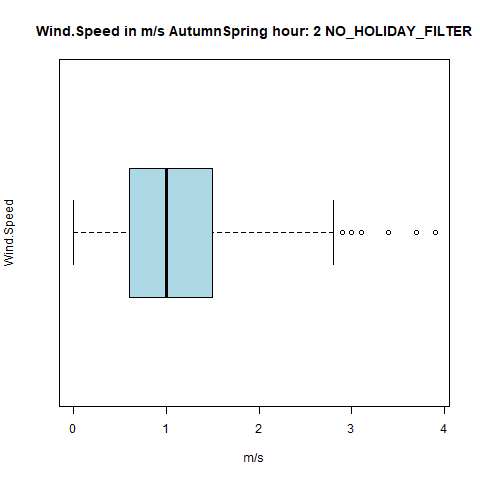 Wind.Speed in m/s AutumnSpring hour: 2 NO_HOLIDAY_FILTER
Wind.Speed
0 1 2 3 4
m/s